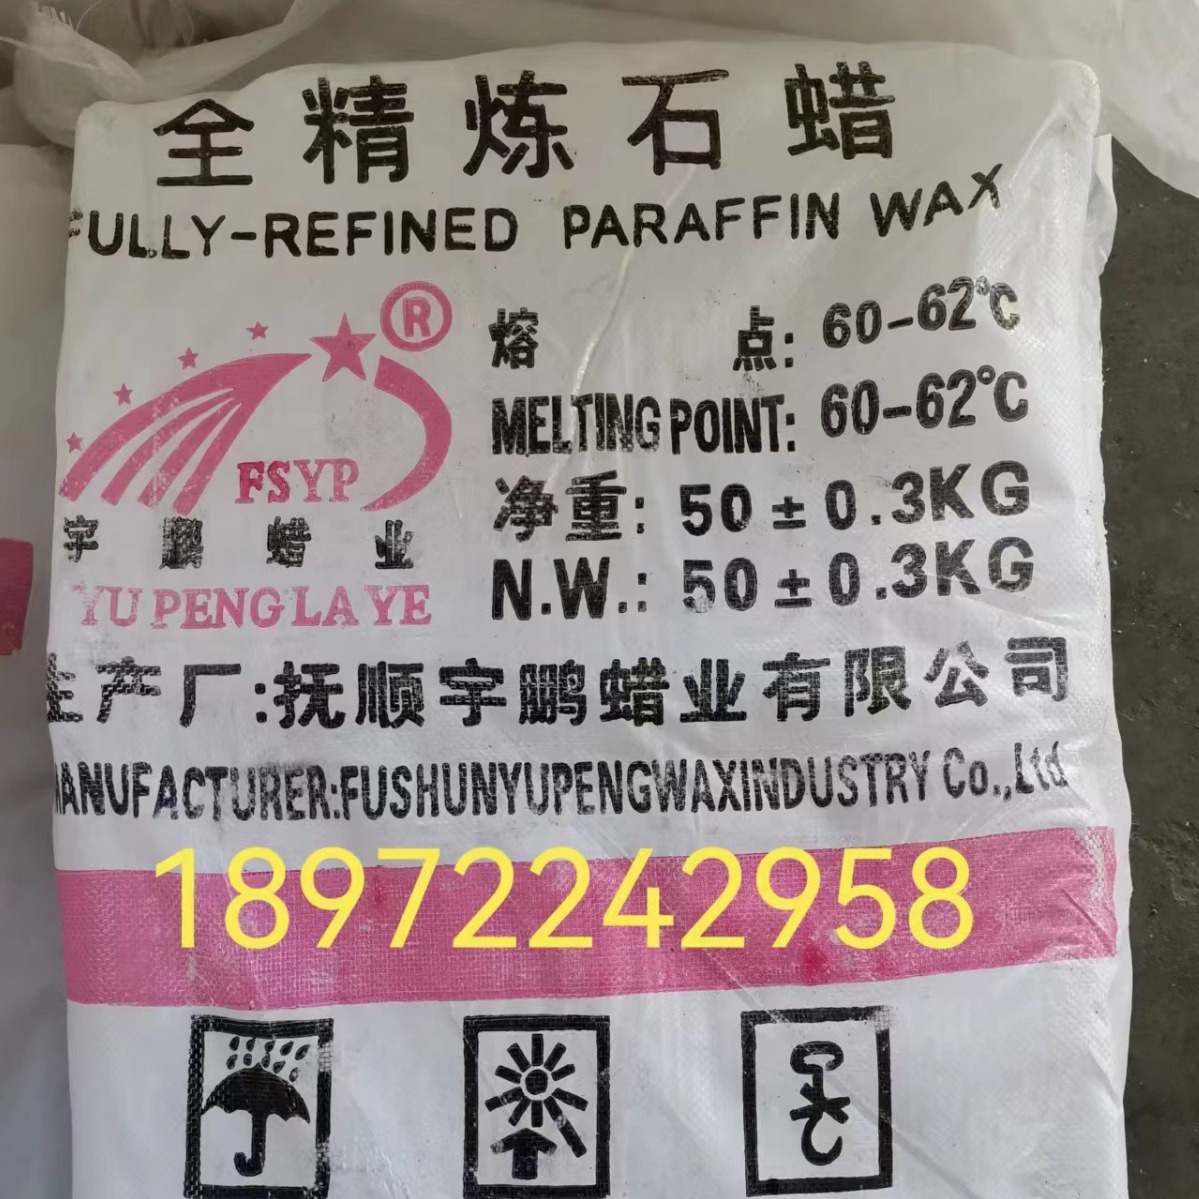 全精炼石蜡
FULLY-REFINED PARAFFIN WAX
®
熔 点: 60-62℃
MELTING POINT: 60-62℃
FSYP
净重: 50±0.3KG
宇鹏蜡业
N.W.: 50±0.3KG
YU PENG LA YE
生产厂:抚顺宇鹏蜡业有限公司
MANUFACTURER:FUSHUNYUPENGWAXINDUSTRY Co.,Ltd
18972242958